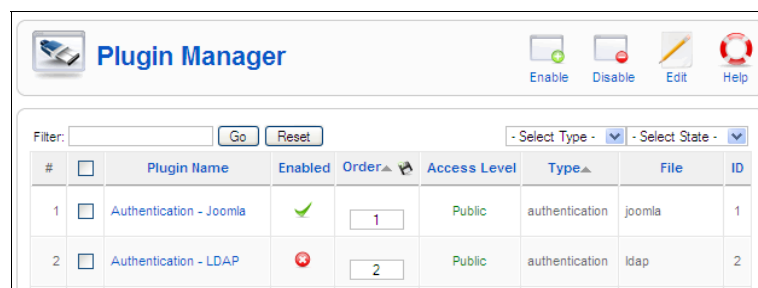 Plugin Manager
Enable Disable Edit Help
Filter: Go Reset - Select Type - - Select State -
# Plugin Name Enabled Order Access Level Type File ID
1 Authentication - Joomla 1 Public authentication joomla 1
2 Authentication - LDAP 2 Public authentication ldap 2